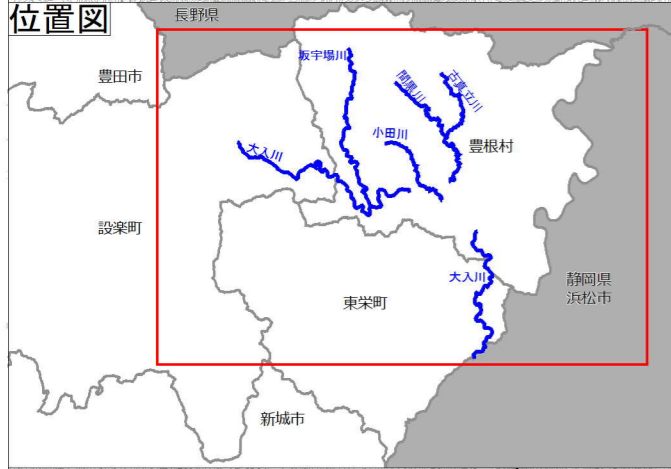 位置図
長野県
豊田市
坂宇場川
間黒川
古真立川
小田川
豊根村
大入川
設楽町
大入川
静岡県
浜松市
東栄町
新城市